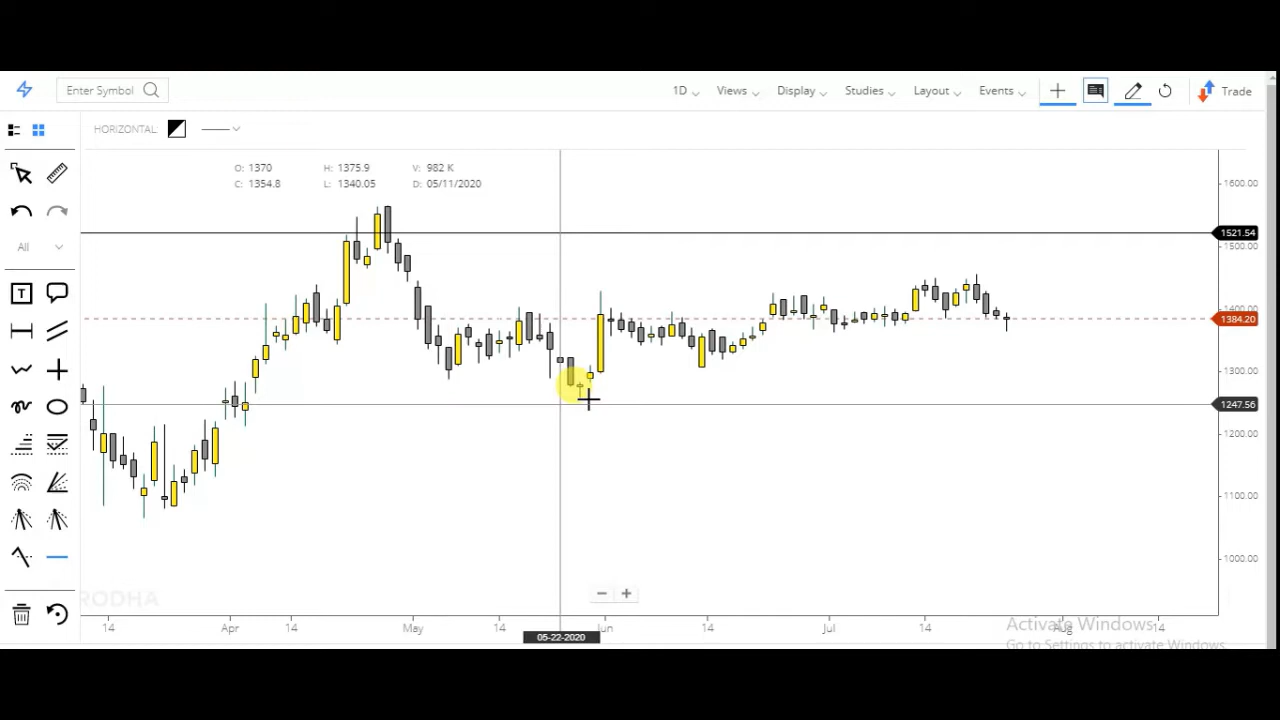 Enter Symbol 1D Views Display Studies Layout Events Trade
HORIZONTAL:
O: 1370 H: 1375.9 V: 982 K
C: 1354.8 L: 1340.05 D: 05/11/2020
All
T
1600.00
1521.54
1500.00
1400.00
1384.20
1300.00
1247.56
1200.00
1100.00
1000.00
RODHA
14 Apr 14 May 14 Jun 14 Jul 14 Aug 14
05-22-2020
Activate Windows
Go to Settings to activate Windows.